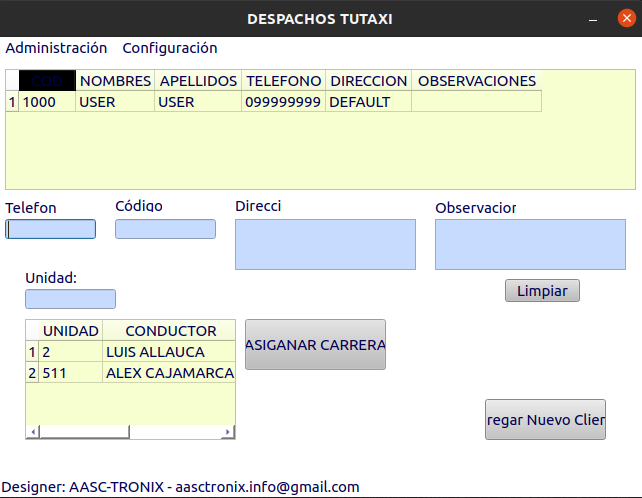 DESPACHOS TUTAXI
Administración Configuración
COD. NOMBRES APELLIDOS TELEFONO DIRECCION OBSERVACIONES
1 1000 USER USER 099999999 DEFAULT
Telefon Código Direcci Observacior
Unidad:
Limpiar
UNIDAD CONDUCTOR
1 2 LUIS ALLAUCA
2 511 ALEX CAJAMARCA
ASIGANAR CARRERA
regar Nuevo Clier
Designer: AASC-TRONIX - aasctronix.info@gmail.com